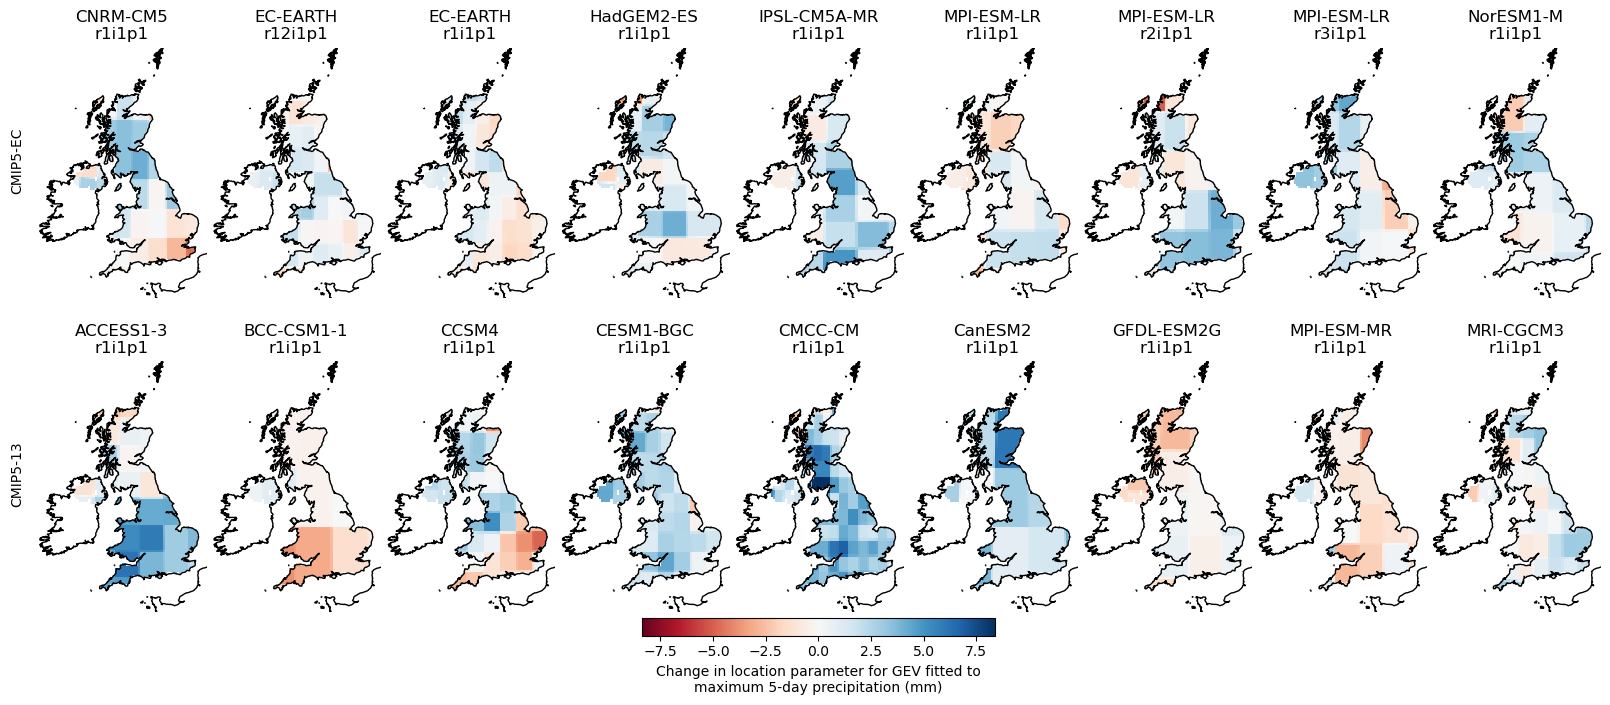 CNRM-CM5 EC-EARTH EC-EARTH HadGEM2-ES IPSL-CM5A-MR MPI-ESM-LR MPI-ESM-LR MPI-ESM-LR NorESM1-M
r1i1p1 r12i1p1 r1i1p1 r1i1p1 r1i1p1 r1i1p1 r2i1p1 r3i1p1 r1i1p1
CMIP5-EC
ACCESS1-3 BCC-CSM1-1 CCSM4 CESM1-BGC CMCC-CM CanESM2 GFDL-ESM2G MPI-ESM-MR MRI-CGCM3
r1i1p1 r1i1p1 r1i1p1 r1i1p1 r1i1p1 r1i1p1 r1i1p1 r1i1p1 r1i1p1
CMIP5-13
−7.5 −5.0 −2.5 0.0 2.5 5.0 7.5
Change in location parameter for GEV fitted to
maximum 5-day precipitation (mm)